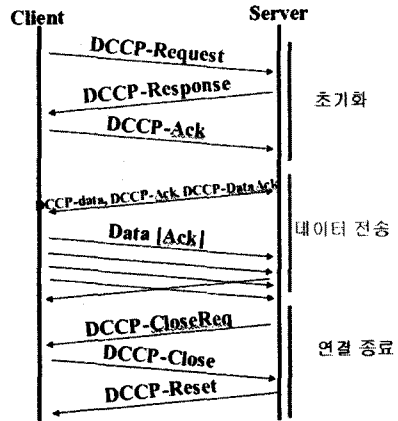 Client Server
DCCP-Request
DCCP-Response
초기화
DCCP-Ack
DCCP-data, DCCP-Ack, DCCP-DataAck
Data [Ack]
데이터 전송
DCCP-CloseReq
연결 종료
DCCP-Close
DCCP-Reset